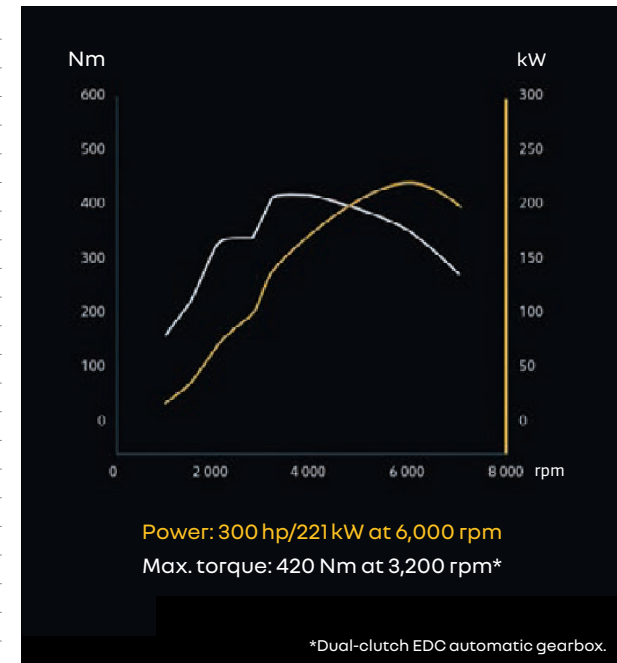 Nm kW
600 300
500 250
400 200
300 150
200 100
100 50
0 0
0 2 000 4 000 6 000 8 000 rpm
Power: 300 hp/221 kW at 6,000 rpm
Max. torque: 420 Nm at 3,200 rpm*
*Dual-clutch EDC automatic gearbox.